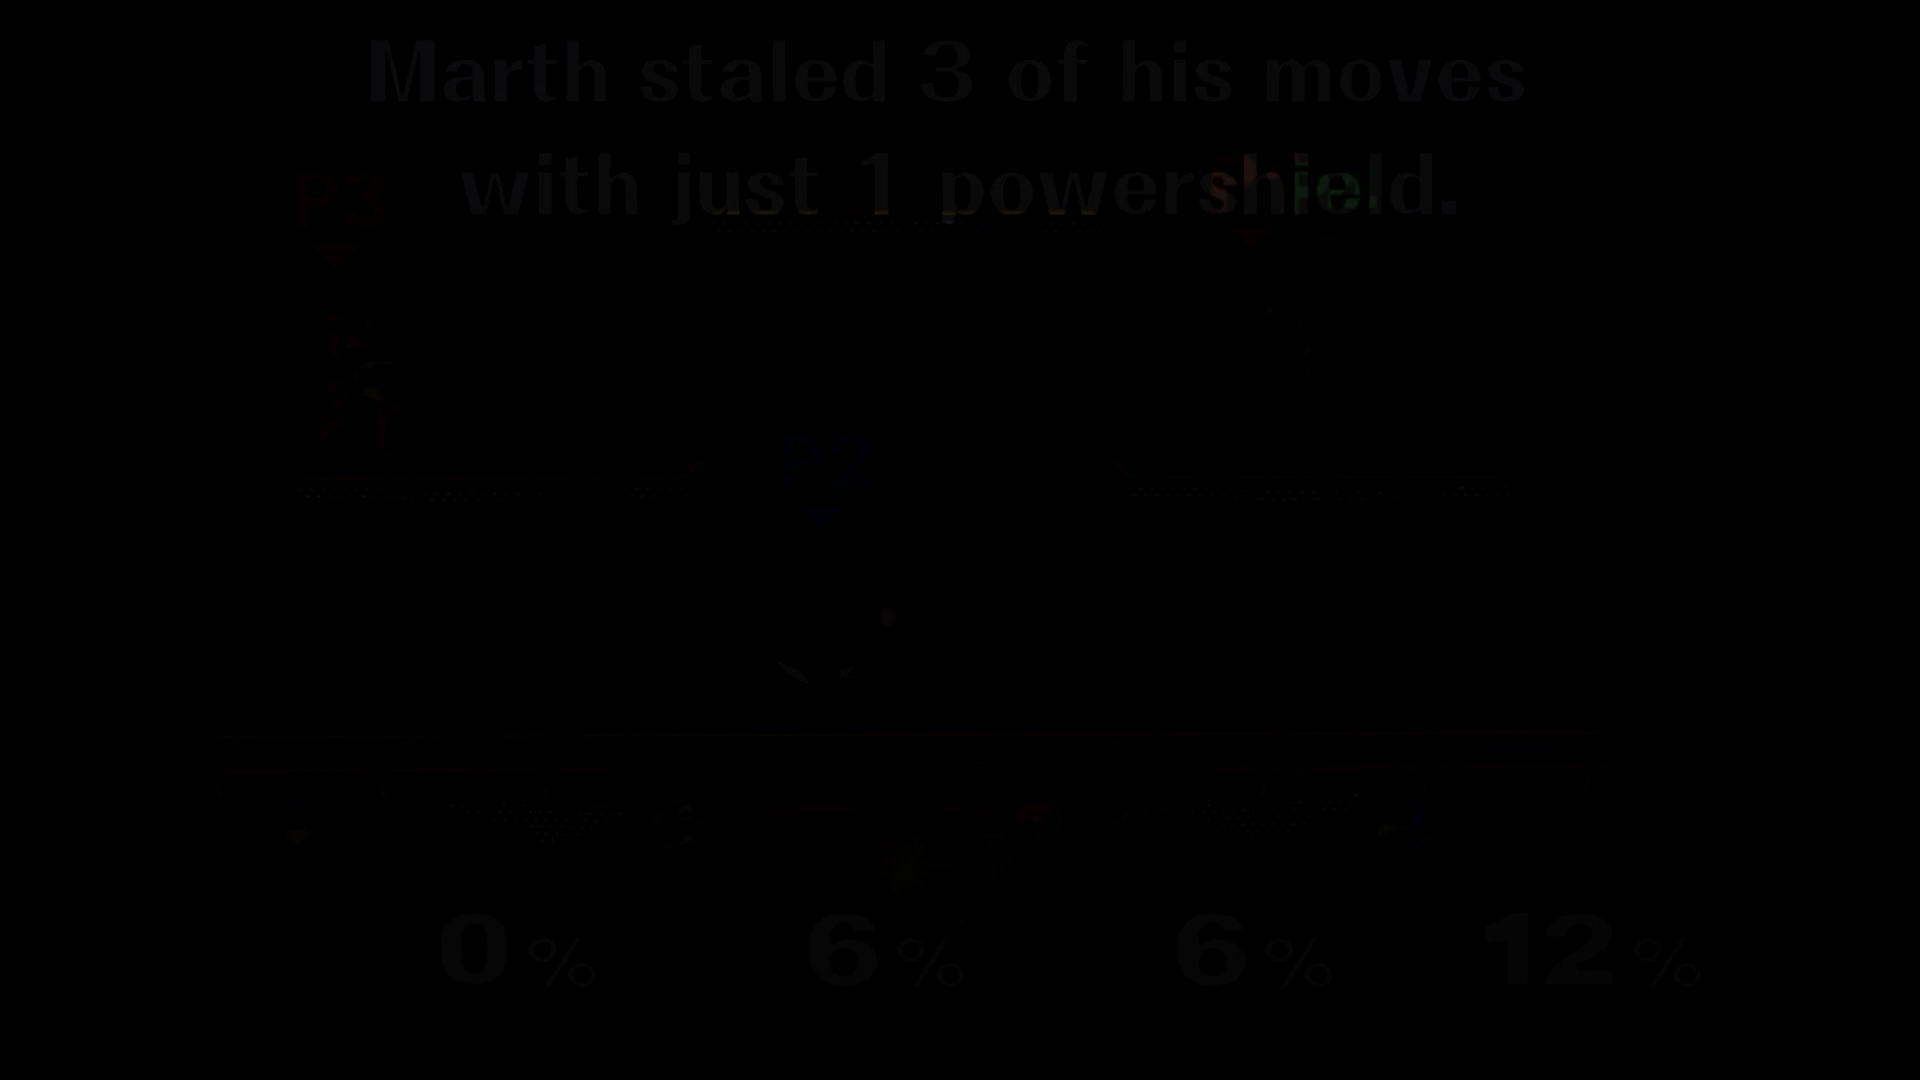 Marth staled 3 of his moves
with just 1 powershield.
P3
P2
0% 6% 6% 12%